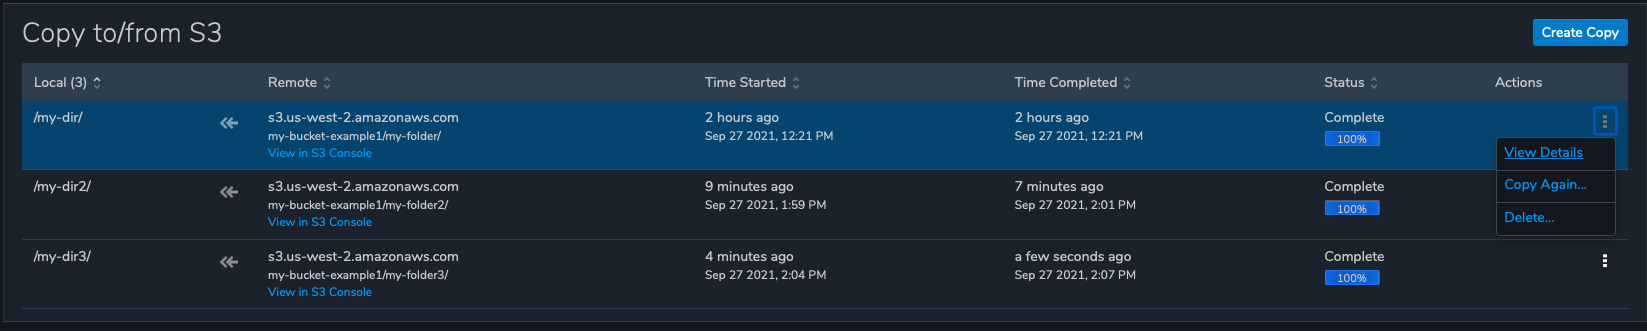 Copy to/from S3
Create Copy
Local (3) Remote Time Started Time Completed Status Actions
/my-dir/ s3.us-west-2.amazonaws.com 2 hours ago 2 hours ago Complete
my-bucket-example1/my-folder/ Sep 27 2021, 12:21 PM Sep 27 2021, 12:21 PM 100%
View in S3 Console
View Details
Copy Again...
Delete...
/my-dir2/ s3.us-west-2.amazonaws.com 9 minutes ago 7 minutes ago Complete
my-bucket-example1/my-folder2/ Sep 27 2021, 1:59 PM Sep 27 2021, 2:01 PM 100%
View in S3 Console
/my-dir3/ s3.us-west-2.amazonaws.com 4 minutes ago a few seconds ago Complete
my-bucket-example1/my-folder3/ Sep 27 2021, 2:04 PM Sep 27 2021, 2:07 PM 100%
View in S3 Console